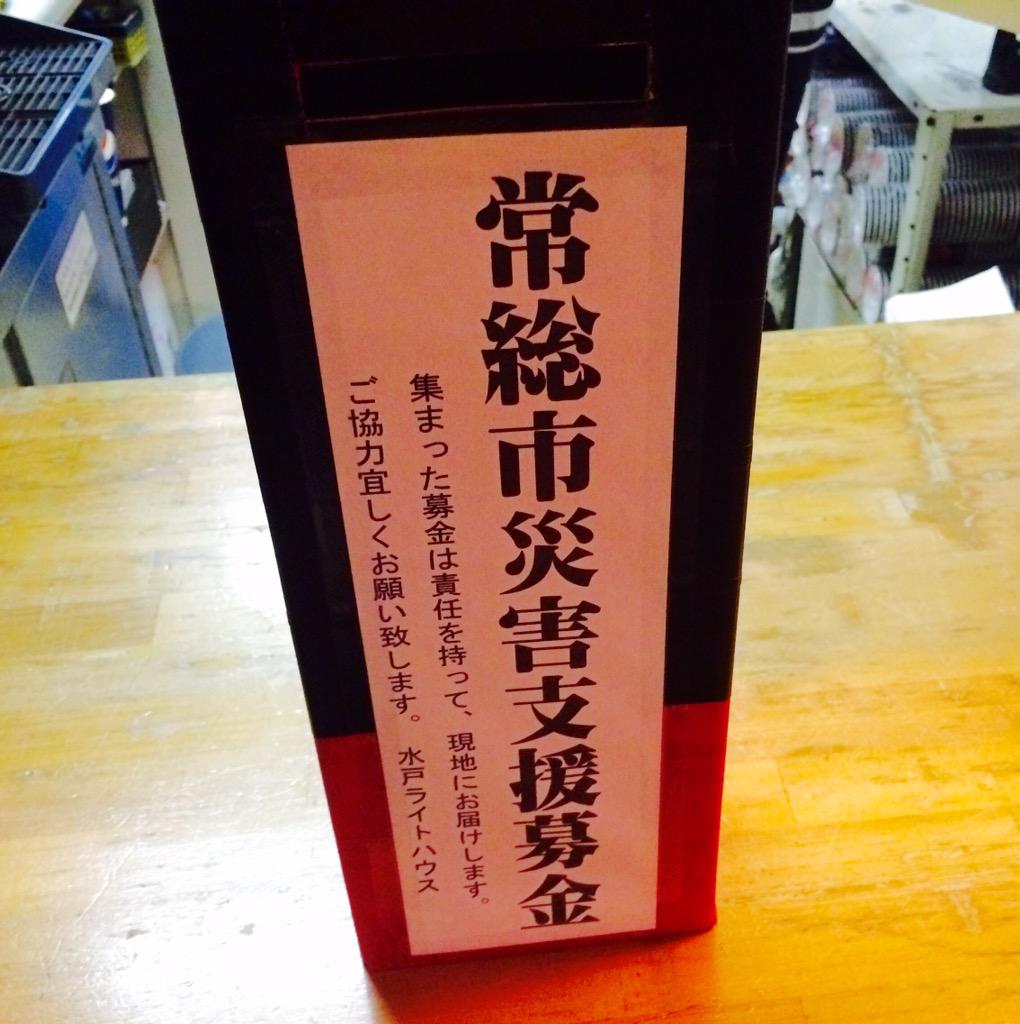 常総市災害支援募金
集まった募金は責任を持って、現地にお届けします。
ご協力宜しくお願い致します。 水戸ライトハウス